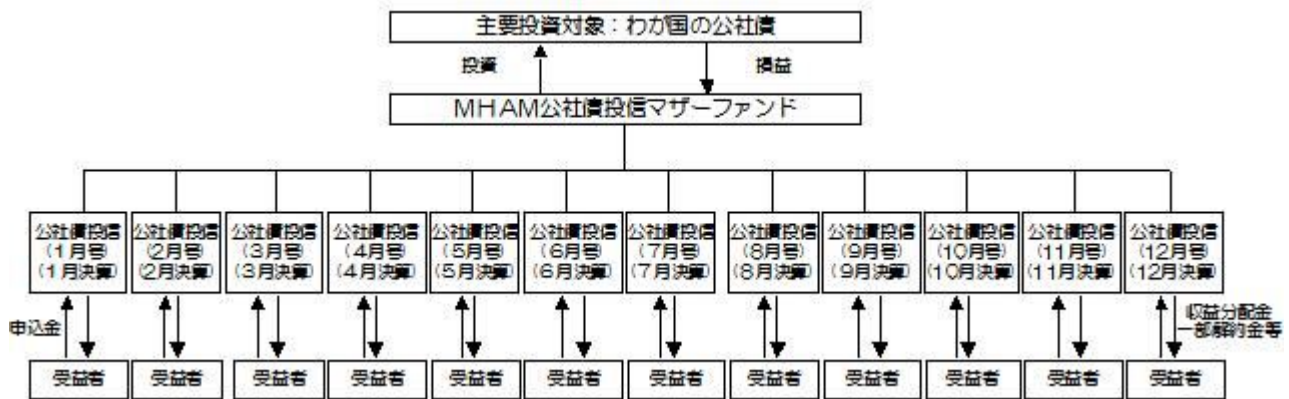 主要投資対象：わが国の公社債
投資
損益
ＭＨＡＭ公社債投信マザーファンド
公社債投信
(１月号)
(１月決算)
公社債投信
(2月号)
(2月決算)
公社債投信
(3月号)
(3月決算)
公社債投信
(4月号)
(4月決算)
公社債投信
(5月号)
(5月決算)
公社債投信
(6月号)
(6月決算)
公社債投信
(7月号)
(7月決算)
公社債投信
(8月号)
(8月決算)
公社債投信
(9月号)
(9月決算)
公社債投信
(10月号)
(10月決算)
公社債投信
(11月号)
(11月決算)
公社債投信
(12月号)
(12月決算)
申込金
収益分配金
一部解約金等
受益者
受益者
受益者
受益者
受益者
受益者
受益者
受益者
受益者
受益者
受益者
受益者